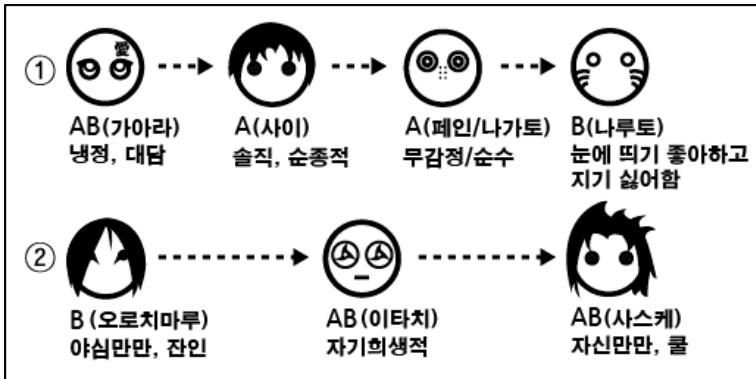 ①
愛
AB(가아라)
냉정, 대담
A(사이)
솔직, 순종적
A(페인/나가토)
무감정/순수
B(나루토)
눈에 띄기 좋아하고
지기 싫어함
②
B(오로치마루)
야심만만, 잔인
AB(이타치)
자기희생적
AB(사스케)
자신만만, 쿨